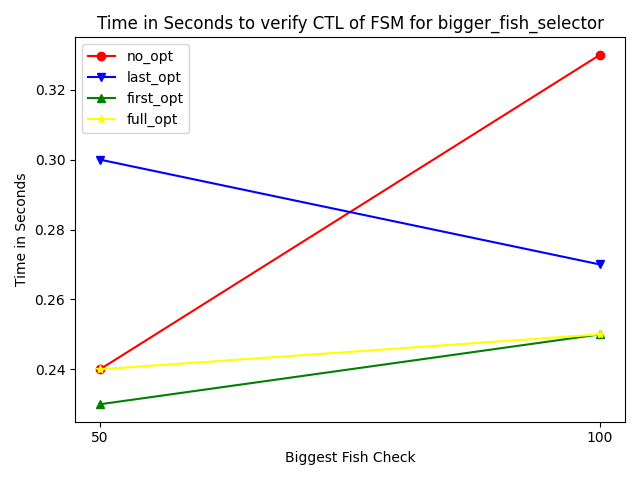 Time in Seconds to verify CTL of FSM for bigger_fish_selector
no_opt
last_opt
first_opt
full_opt
Time in Seconds
0.32
0.30
0.28
0.26
0.24
50
100
Biggest Fish Check